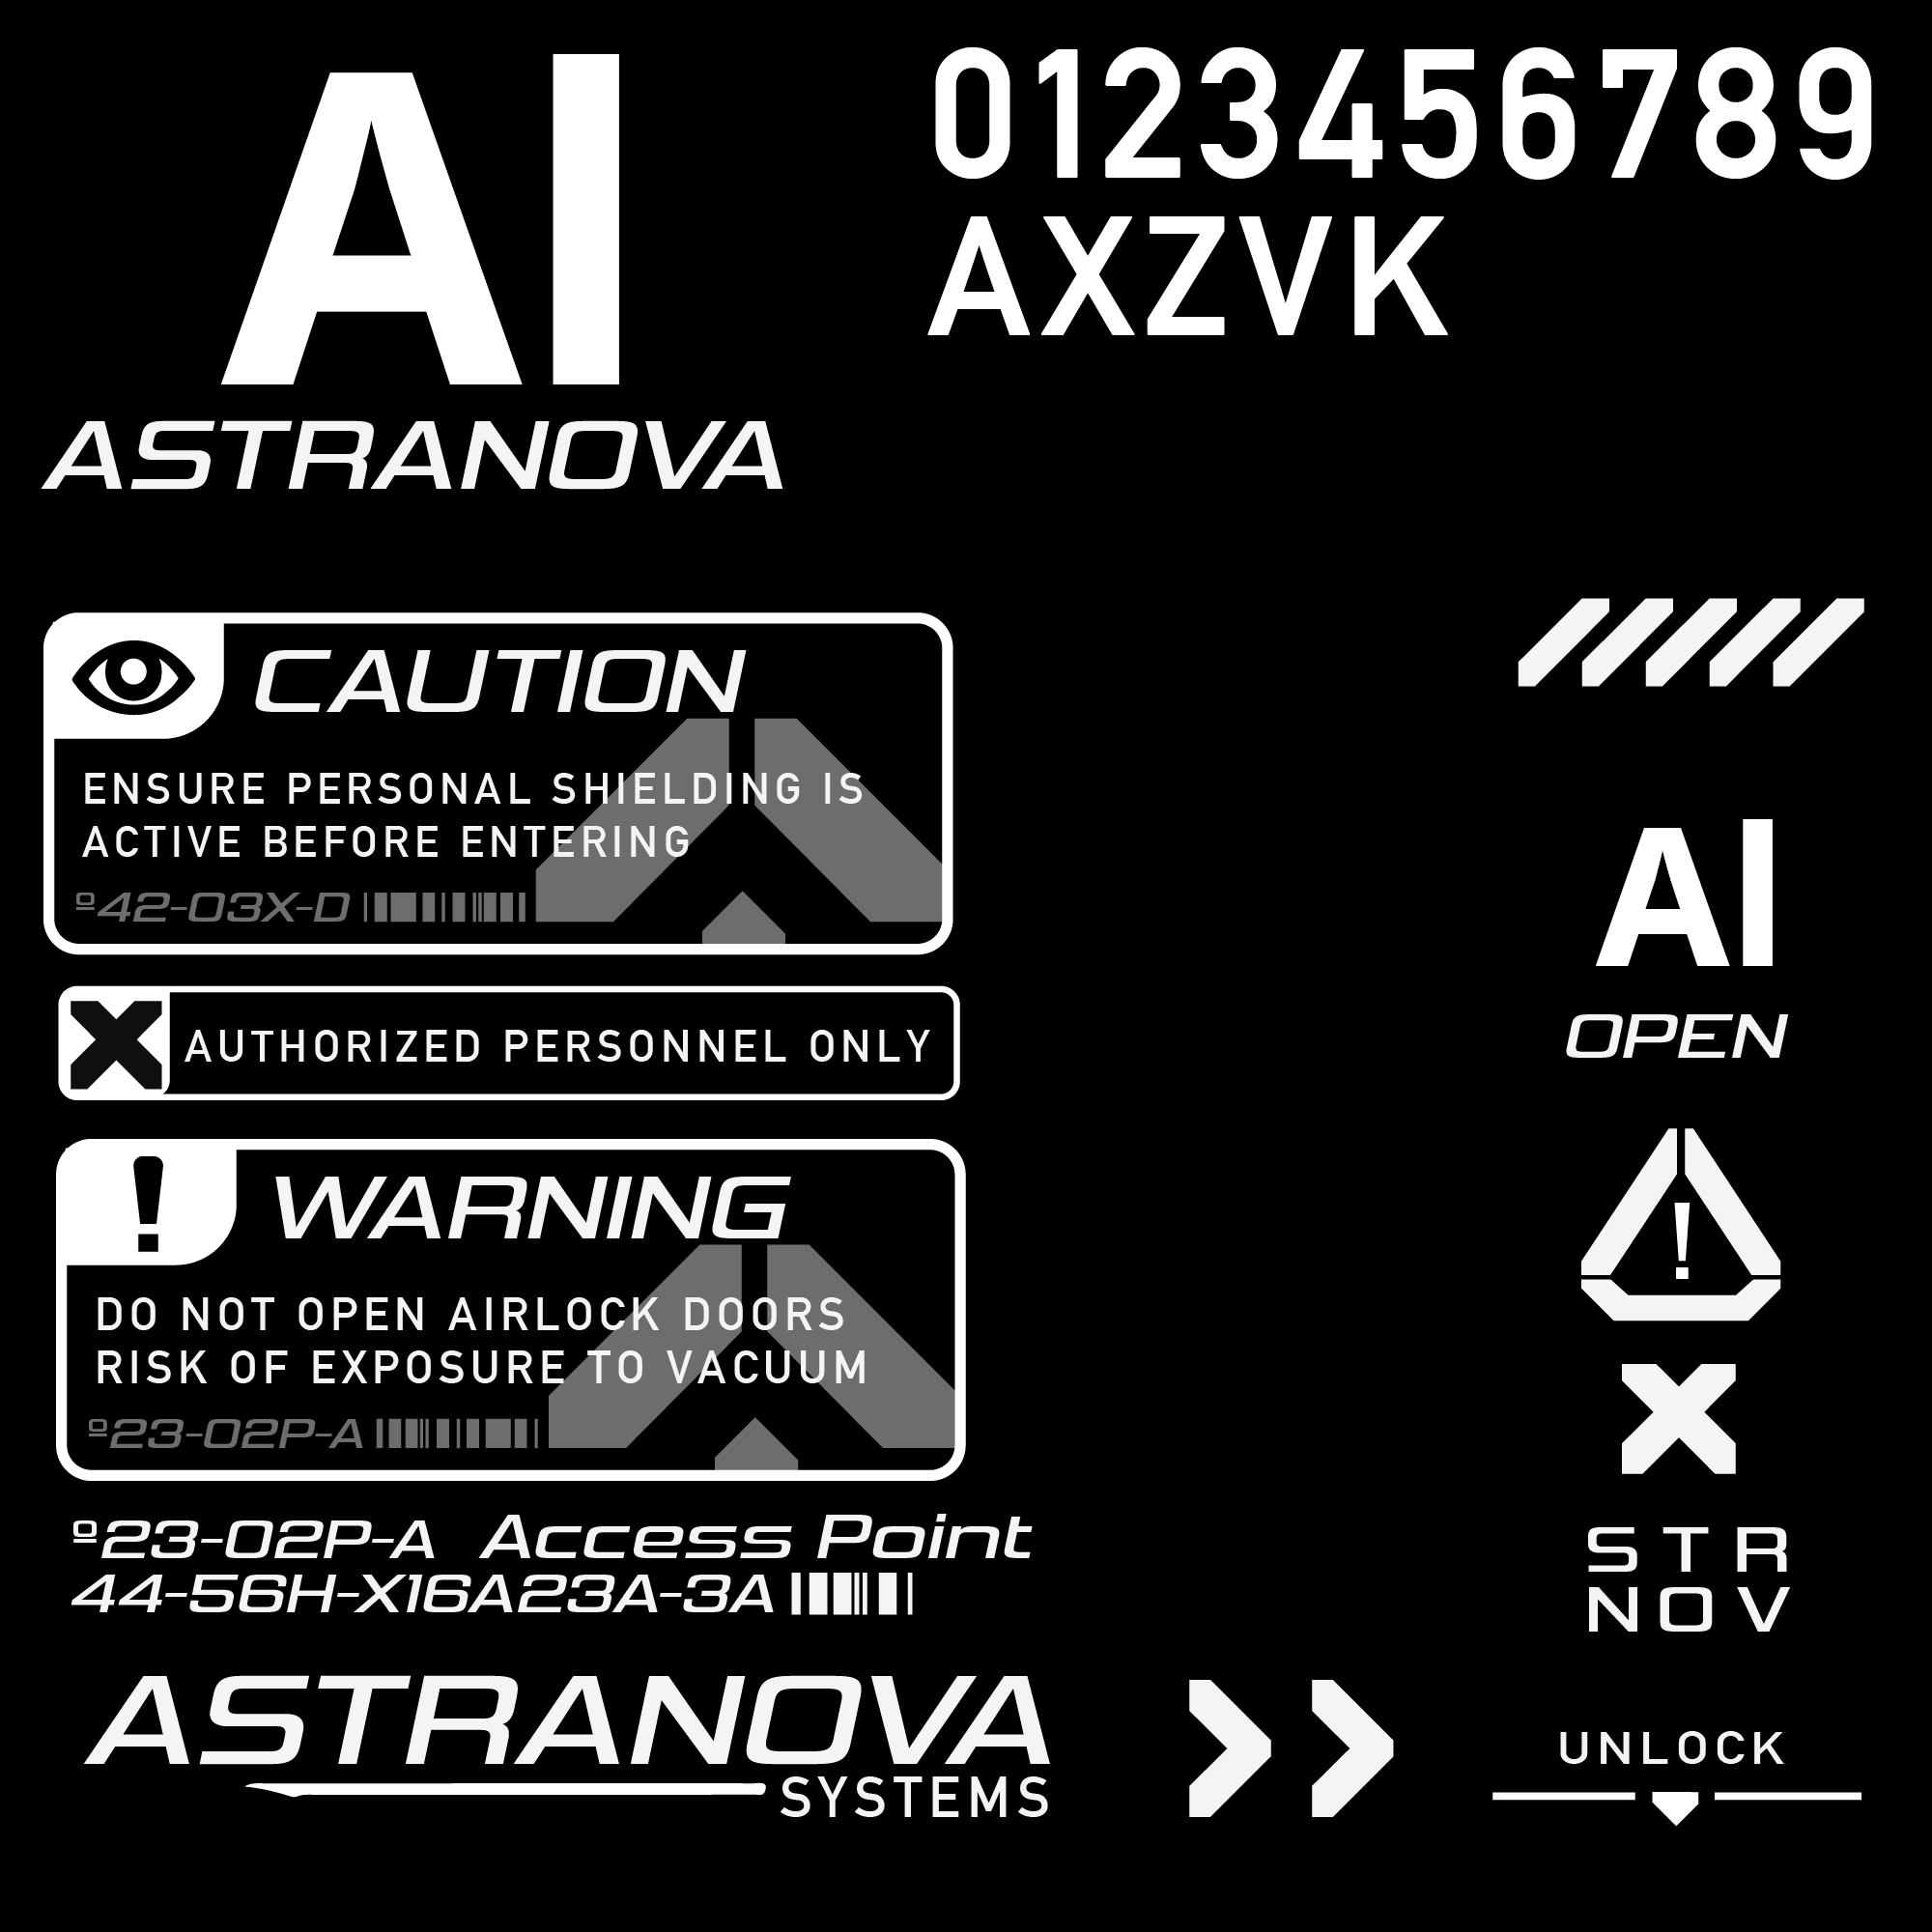 AI
ASTRANOVA
0123456789
AXZVK
CAUTION
ENSURE PERSONAL SHIELDING IS
ACTIVE BEFORE ENTERING
º42-03X-D
AUTHORIZED PERSONNEL ONLY
!
WARNING
DO NOT OPEN AIRLOCK DOORS
RISK OF EXPOSURE TO VACUUM
º23-02P-A
º23-02P-A Access Point
44-56H-X16A23A-3A
ASTRANOVA
SYSTEMS
AI
OPEN
!
STR
NOV
UNLOCK